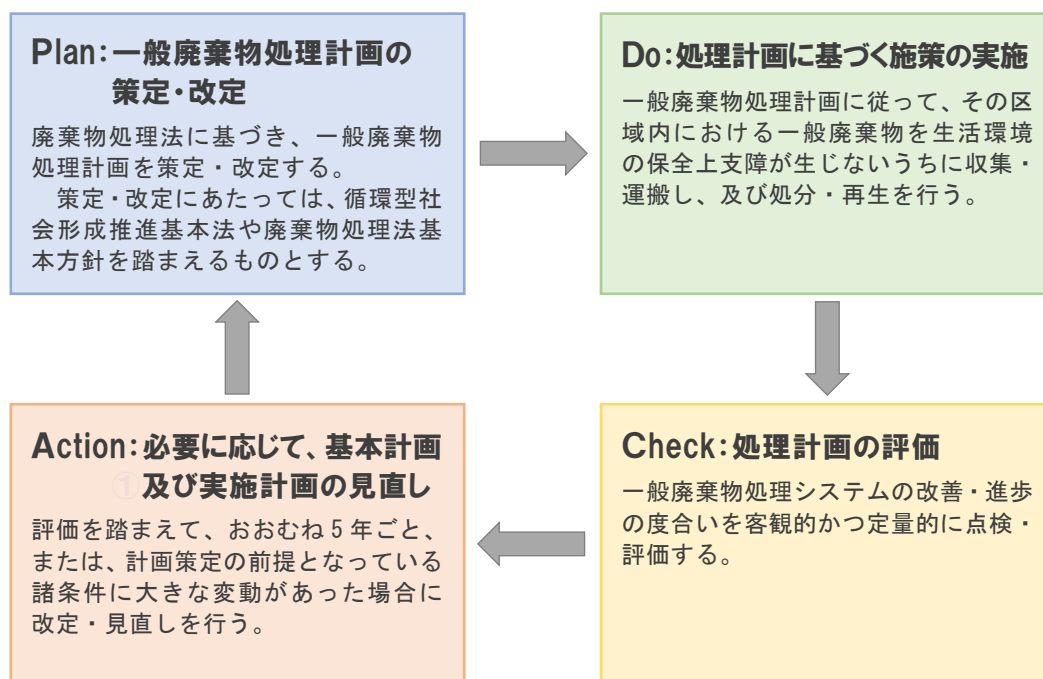 Plan:一般廃棄物処理計画の
策定・改定
廃棄物処理法に基づき、一般廃棄物
処理計画を策定・改定する。
　策定・改定にあたっては、循環型社
会形成推進基本法や廃棄物処理法基
本方針を踏まえるものとする。
Do:処理計画に基づく施策の実施
一般廃棄物処理計画に従って、その区
域内における一般廃棄物を生活環境
の保全上支障が生じないうちに収集・
運搬し、及び処分・再生を行う。
Action:必要に応じて、基本計画
①及び実施計画の見直し
評価を踏まえて、おおむね５年ごと、
または、計画策定の前提となっている
諸条件に大きな変動があった場合に
改定・見直しを行う。
Check:処理計画の評価
一般廃棄物処理システムの改善・進歩
の度合いを客観的かつ定量的に点検・
評価する。